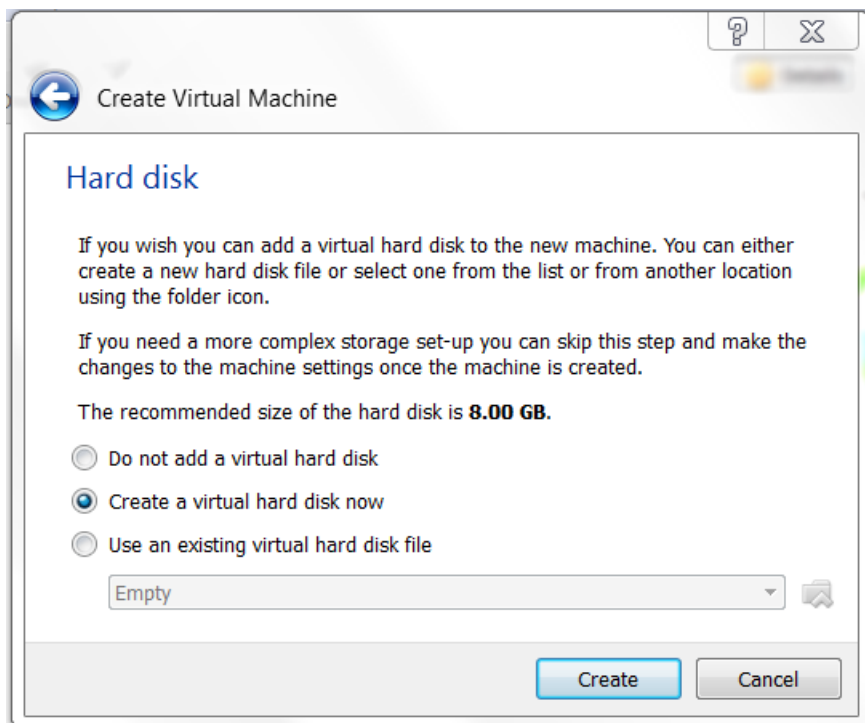 Details
Create Virtual Machine
Hard disk
If you wish you can add a virtual hard disk to the new machine. You can either
create a new hard disk file or select one from the list or from another location
using the folder icon.
If you need a more complex storage set-up you can skip this step and make the
changes to the machine settings once the machine is created.
The recommended size of the hard disk is 8.00 GB.
Do not add a virtual hard disk
Create a virtual hard disk now
Use an existing virtual hard disk file
Empty
Create
Cancel